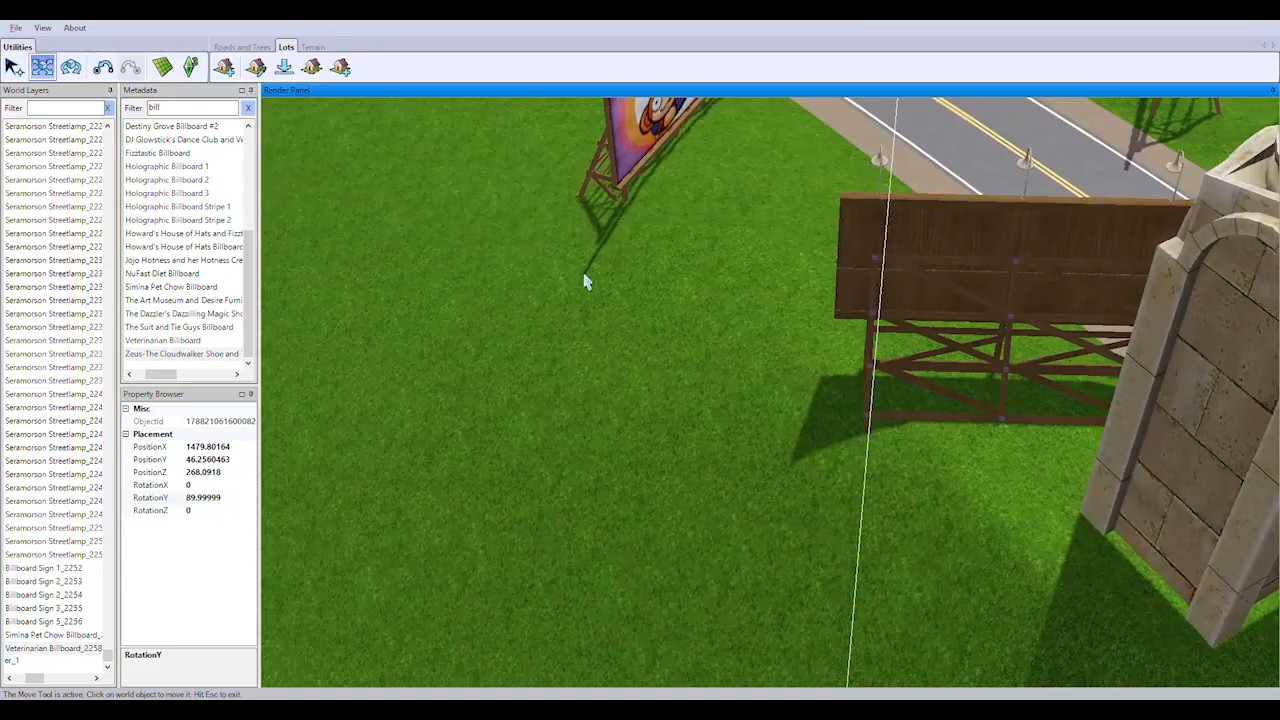 File View About
Utilities
Roads and Trees Lots Terrain
World Layers
Filter X
Seramorson Streetlamp_222
Seramorson Streetlamp_222
Seramorson Streetlamp_222
Seramorson Streetlamp_222
Seramorson Streetlamp_222
Seramorson Streetlamp_222
Seramorson Streetlamp_222
Seramorson Streetlamp_223
Seramorson Streetlamp_223
Seramorson Streetlamp_223
Seramorson Streetlamp_223
Seramorson Streetlamp_223
Seramorson Streetlamp_223
Seramorson Streetlamp_223
Seramorson Streetlamp_223
Seramorson Streetlamp_223
Seramorson Streetlamp_223
Seramorson Streetlamp_224
Seramorson Streetlamp_224
Seramorson Streetlamp_224
Seramorson Streetlamp_224
Seramorson Streetlamp_224
Seramorson Streetlamp_224
Seramorson Streetlamp_224
Seramorson Streetlamp_224
Seramorson Streetlamp_224
Seramorson Streetlamp_224
Seramorson Streetlamp_225
Seramorson Streetlamp_225
Seramorson Streetlamp_225
Billboard Sign 1_2252
Billboard Sign 2_2253
Billboard Sign 2_2254
Billboard Sign 3_2255
Billboard Sign 5_2256
Simina Pet Chow Billboard_
Veterinarian Billboard_2258
er_1
Metadata
Filter bill X
Destiny Grove Billboard #2
DJ Glowstick's Dance Club and Ve
Fizztastic Billboard
Holographic Billboard 1
Holographic Billboard 2
Holographic Billboard 3
Holographic Billboard Stripe 1
Holographic Billboard Stripe 2
Howard's House of Hats and Fizzt
Howard's House of Hats Billboard
Jojo Hotness and her Hotness Cre
NuFast Diet Billboard
Simina Pet Chow Billboard
The Art Museum and Desire Furni
The Dazzler's Dazzilling Magic Sho
The Suit and Tie Guys Billboard
Veterinarian Billboard
Zeus-The Cloudwalker Shoe and
Property Browser
Misc
ObjectId 178821061600082
Placement
PositionX 1479.80164
PositionY 46.2560463
PositionZ 268.0918
RotationX 0
RotationY 89.99999
RotationZ 0
RotationY
Render Panel
The Move Tool is active. Click on world object to move it. Hit Esc to exit.